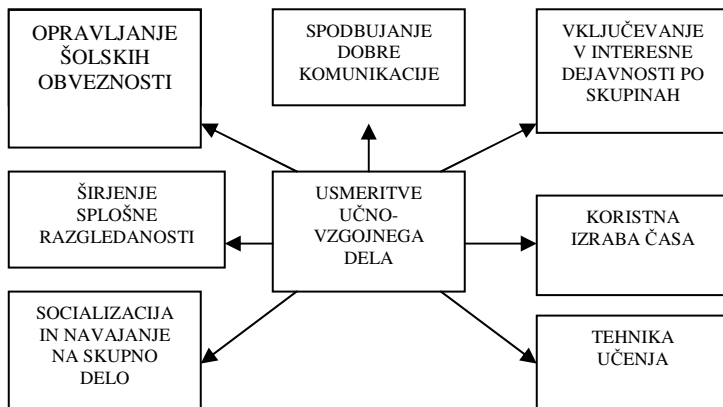 OPRAVLJANJE
ŠOLSKIH
OBVEZNOSTI
SPODBUJANJE
DOBRE
KOMUNIKACIJE
VKLJUČEVANJE
V INTERESNE
DEJAVNOSTI PO
SKUPINAH
ŠIRJENJE
SPLOŠNE
RAZGLEDANOSTI
USMERITVE
UČNO-
VZGOJNEGA
DELA
KORISTNA
IZRABA ČASA
SOCIALIZACIJA
IN NAVAJANJE
NA SKUPNO
DELO
TEHNIKA
UČENJA